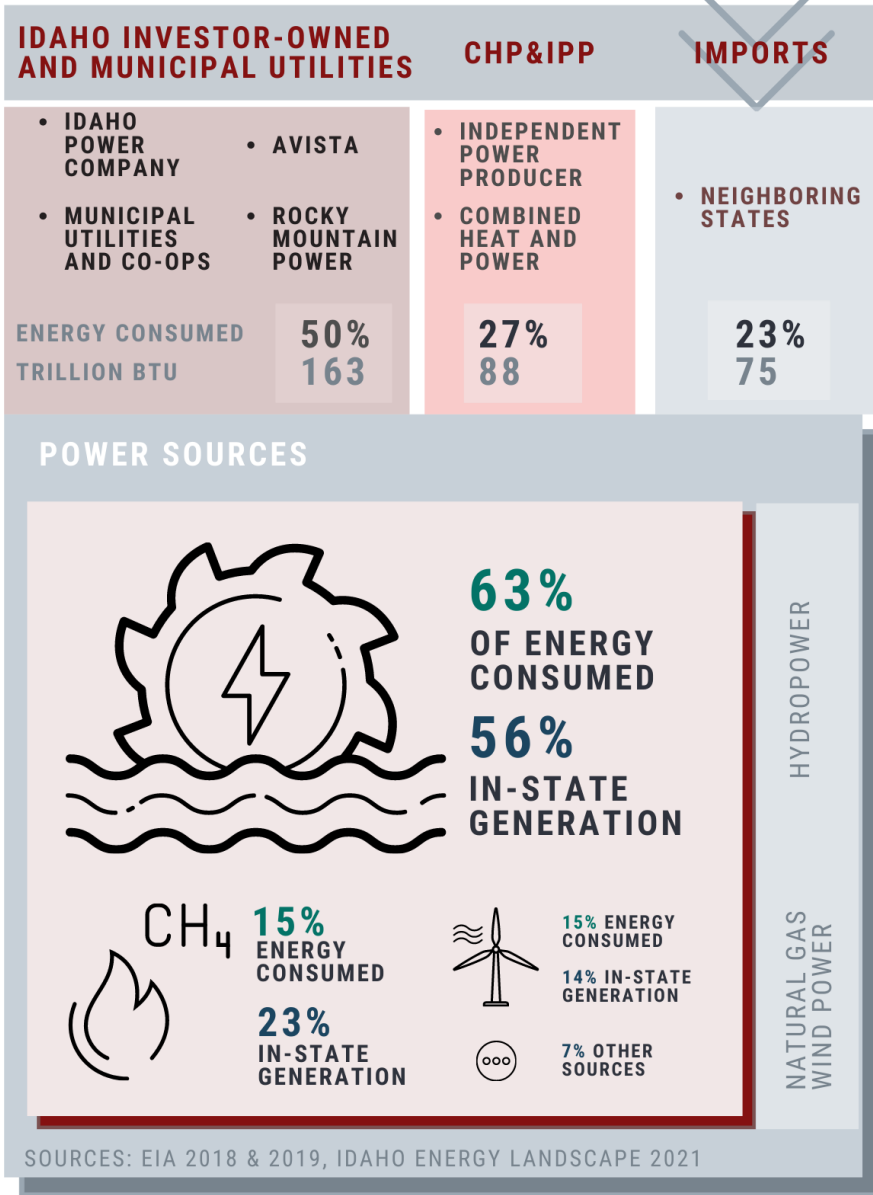 IDAHO INVESTOR-OWNED
AND MUNICIPAL UTILITIES
CHP&IPP
IMPORTS
• IDAHO
POWER
COMPANY
• AVISTA
• MUNICIPAL
UTILITIES
AND CO-OPS
• ROCKY
MOUNTAIN
POWER
• INDEPENDENT
POWER
PRODUCER
• COMBINED
HEAT AND
POWER
• NEIGHBORING
STATES
ENERGY CONSUMED 50% 27% 23%
TRILLION BTU 163 88 75
POWER SOURCES
63%
OF ENERGY
CONSUMED
56%
IN-STATE
GENERATION
HYDROPOWER
CH4
15%
ENERGY
CONSUMED
23%
IN-STATE
GENERATION
15% ENERGY
CONSUMED
14% IN-STATE
GENERATION
7% OTHER
SOURCES
NATURAL GAS
WIND POWER
SOURCES: EIA 2018 & 2019, IDAHO ENERGY LANDSCAPE 2021